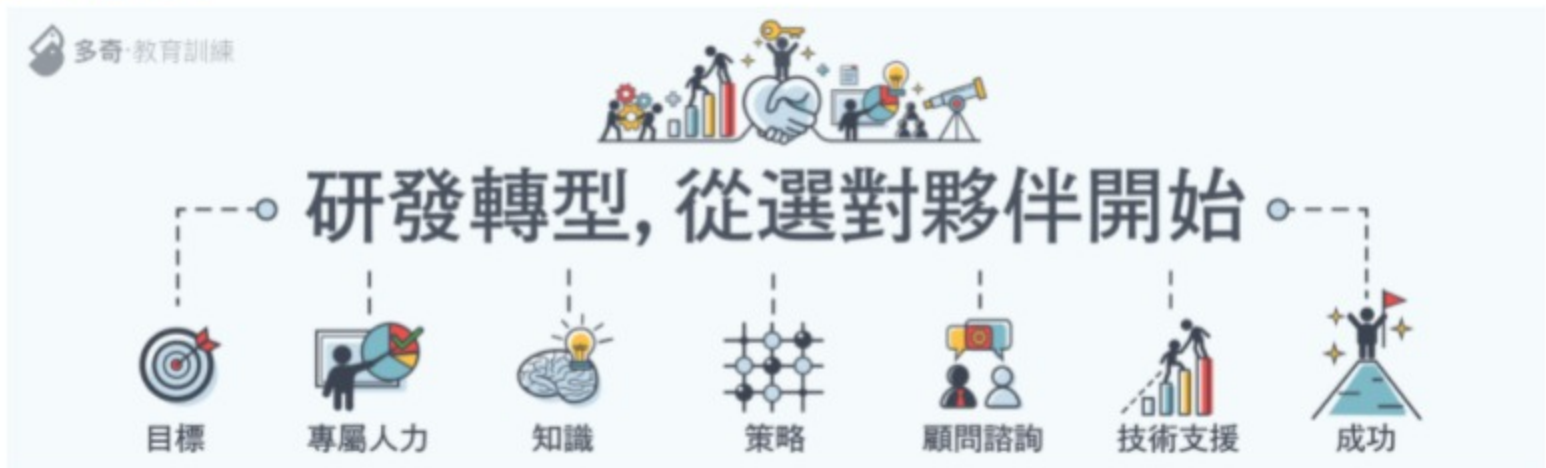 多奇·教育訓練
研發轉型, 從選對夥伴開始
目標
專屬人力
知識
策略
顧問諮詢
技術支援
成功